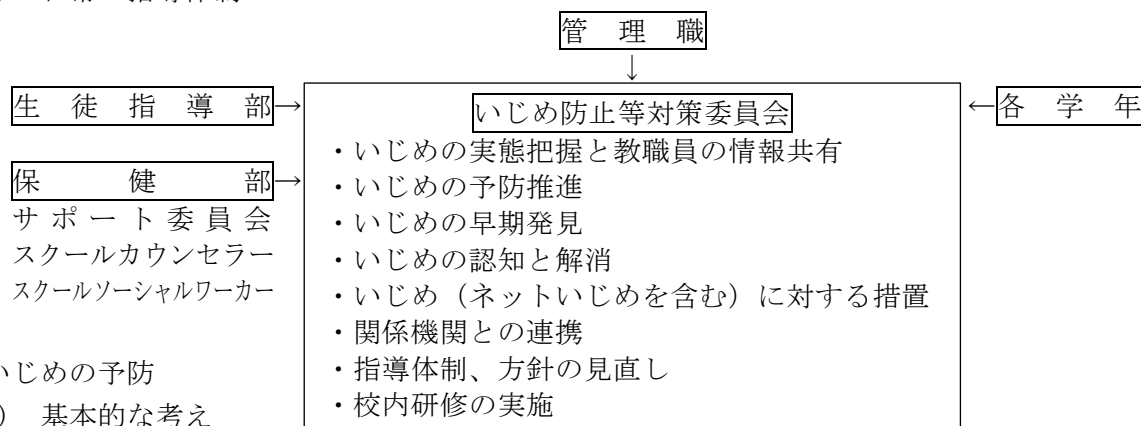 管理職
↓
生徒指導部→
いじめ防止等対策委員会
←各学年
・いじめの実態把握と教職員の情報共有
保健部→
・いじめの予防推進
サポート委員会
・いじめの早期発見
スクールカウンセラー
・いじめの認知と解消
スクールソーシャルワーカー
・いじめ（ネットいじめを含む）に対する措置
・関係機関との連携
いじめの予防
・指導体制、方針の見直し
） 基本的な考え
・校内研修の実施